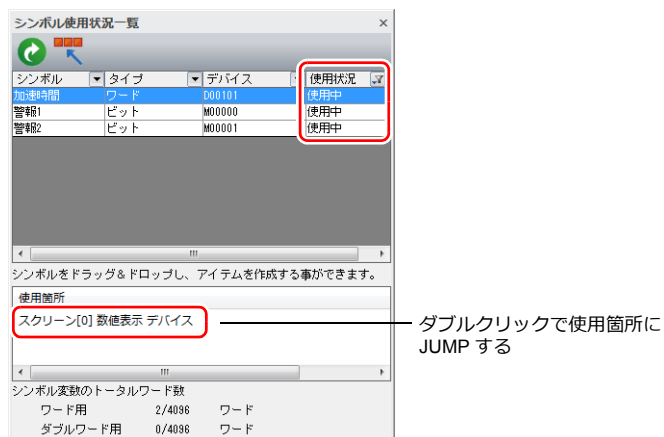 シンボル使用状況一覧
シンボル タイプ デバイス 使用状況
加速時間 ワード D00101 使用中
警報1 ビット M00000 使用中
警報2 ビット M00001 使用中
シンボルをドラッグ&ドロップし、アイテムを作成する事ができます。
使用箇所
スクリーン[0] 数値表示 デバイス
ダブルクリックで使用箇所に
JUMP する
シンボル変数のトータルワード数
ワード用 2/4096 ワード
ダブルワード用 0/4096 ワード